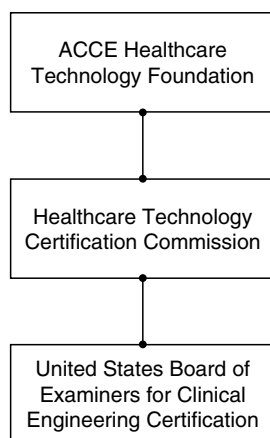 ACCE Healthcare
Technology Foundation
Healthcare Technology
Certification Commission
United States Board of
Examiners for Clinical
Engineering Certification